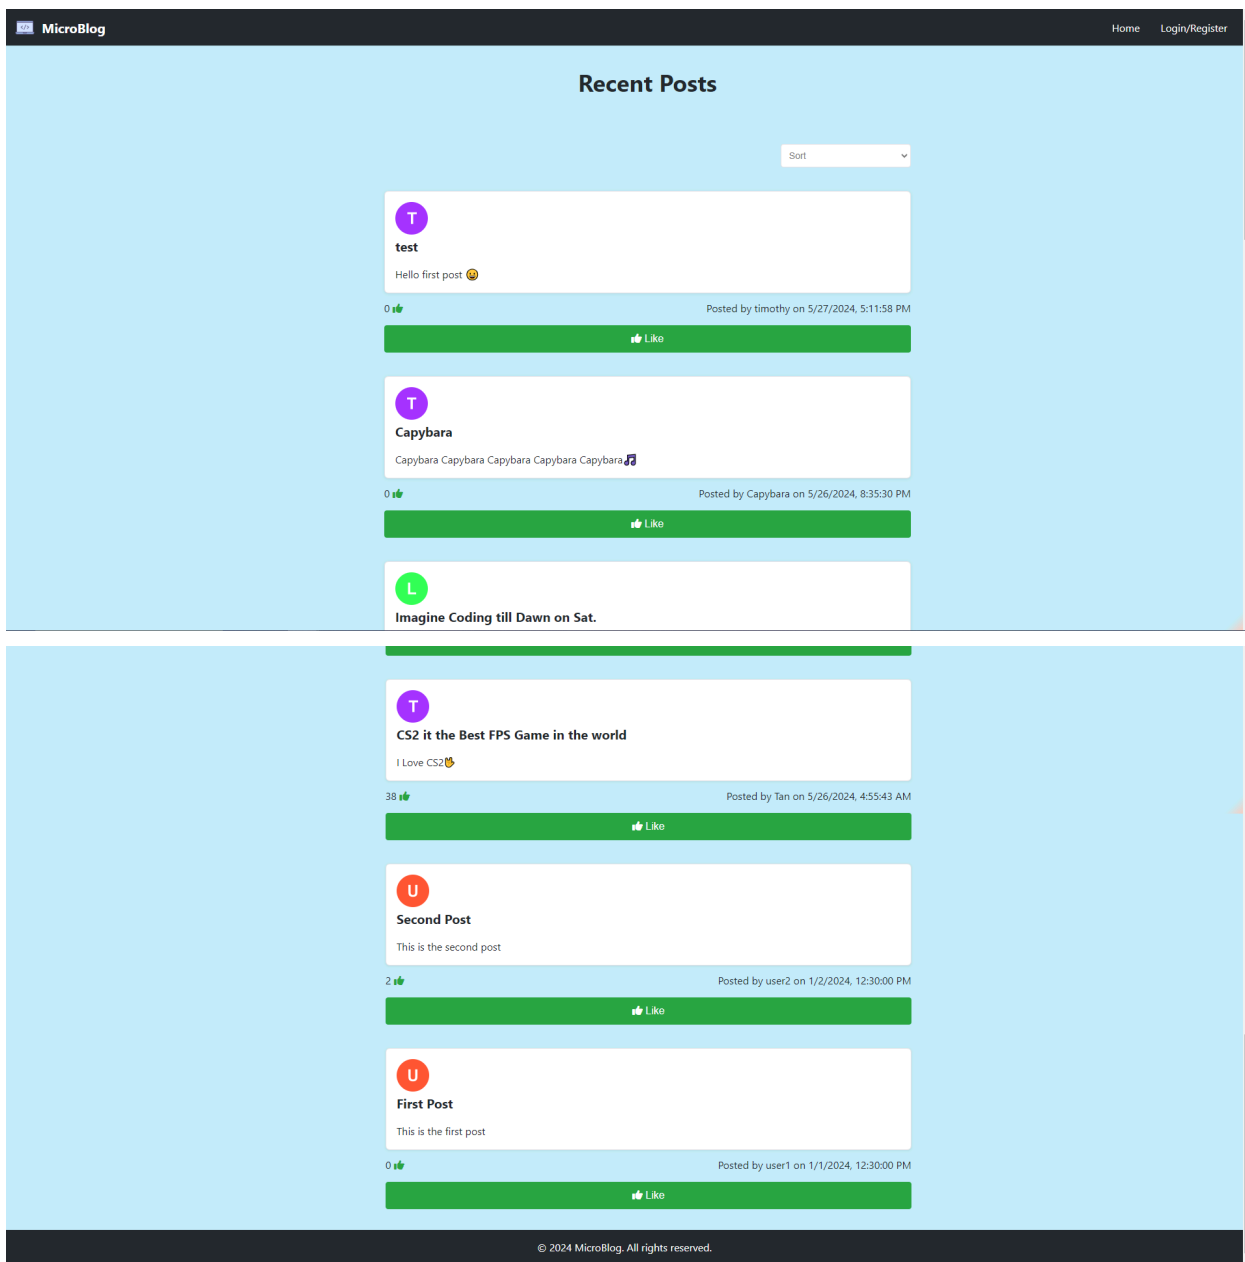 MicroBlog
Home Login/Register
Recent Posts
Sort
T
test
Hello first post 😀
0
Posted by timothy on 5/27/2024, 5:11:58 PM
Like
T
Capybara
Capybara Capybara Capybara Capybara Capybara🎵
0
Posted by Capybara on 5/26/2024, 8:35:30 PM
Like
L
Imagine Coding till Dawn on Sat.
T
CS2 it the Best FPS Game in the world
I Love CS2🖖
38
Posted by Tan on 5/26/2024, 4:55:43 AM
Like
U
Second Post
This is the second post
2
Posted by user2 on 1/2/2024, 12:30:00 PM
Like
U
First Post
This is the first post
0
Posted by user1 on 1/1/2024, 12:30:00 PM
Like
© 2024 MicroBlog. All rights reserved.